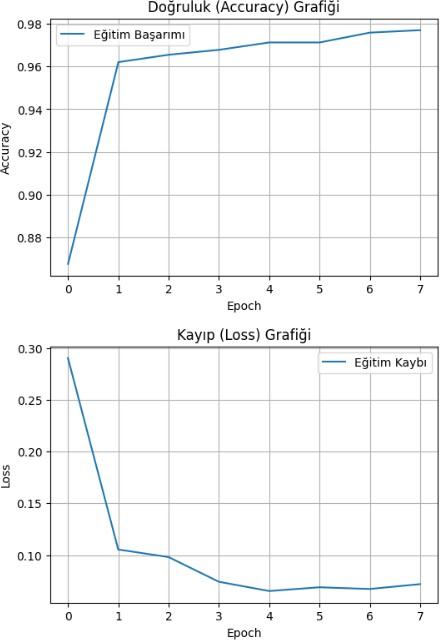 Doğruluk (Accuracy) Grafiği
Eğitim Başarımı
0.98
0.96
0.94
0.92
0.90
0.88
Accuracy
0 1 2 3 4 5 6 7
Epoch
Kayıp (Loss) Grafiği
Eğitim Kaybı
0.30
0.25
0.20
0.15
0.10
Loss
0 1 2 3 4 5 6 7
Epoch